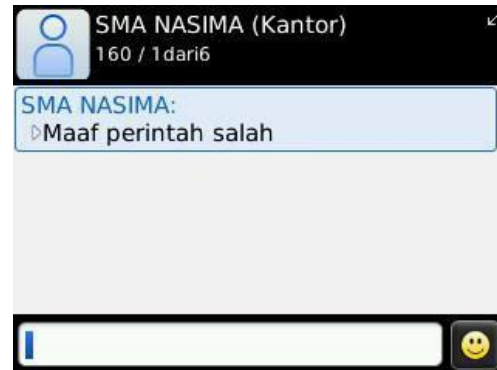 SMA NASIMA (Kantor)
160 / 1dari6
SMA NASIMA:
Maaf perintah salah